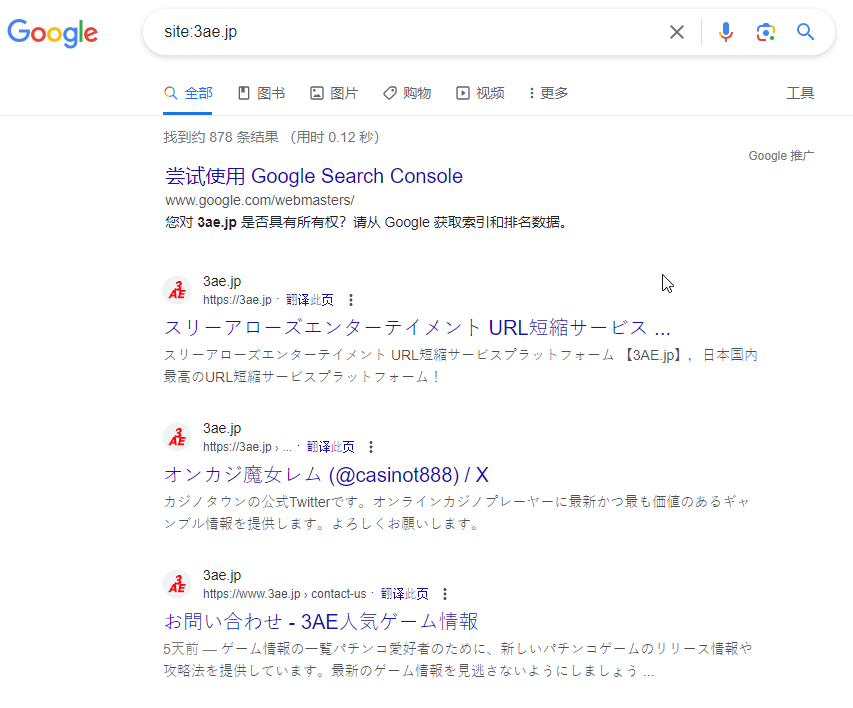 Google
site:3ae.jp
全部 图书 图片 购物 视频 更多 工具
找到约 878 条结果 （用时 0.12 秒）
Google 推广
尝试使用 Google Search Console
www.google.com/webmasters/
您对 3ae.jp 是否具有所有权？请从 Google 获取索引和排名数据。
3AE
3ae.jp
https://3ae.jp · 翻译此页
スリーアローズエンターテイメント URL短縮サービス ...
スリーアローズエンターテイメント URL短縮サービスプラットフォーム 【3AE.jp】，日本国内
最高のURL短縮サービスプラットフォーム！
3AE
3ae.jp
https://3ae.jp › ... · 翻译此页
オンカジ魔女レム (@casinot888) / X
カジノタウンの公式Twitterです。オンラインカジノプレーヤーに最新かつ最も価値のあるギャ
ンブル情報を提供します。よろしくお願いします。
3AE
3ae.jp
https://www.3ae.jp › contact-us · 翻译此页
お問い合わせ - 3AE人気ゲーム情報
5天前 — ゲーム情報の一覧パチンコ愛好者のために、新しいパチンコゲームのリリース情報や
攻略法を提供しています。最新のゲーム情報を見逃さないようにしましょう ...